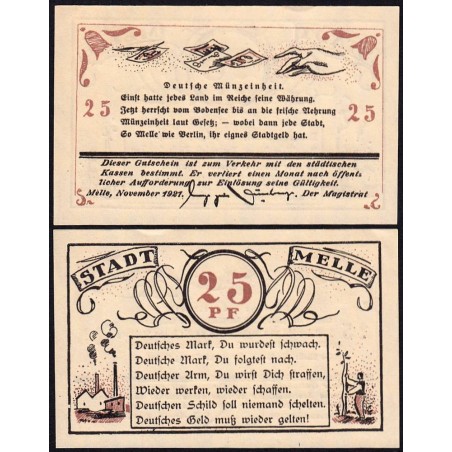 Deutsche Münzeinheit.
Einst hatte jedes Land im Reiche seine Währung.
Jetzt herrscht vom Bodensee bis an die frische Nehrung
25
Münzeinheit laut Gesetz; — wobei dann jede Stadt,
25
So Melle wie Berlin, ihr eignes Stadtgeld hat.
Dieser Gutschein ist zum Verkehr mit den städtischen
Kassen bestimmt. Er verliert einen Monat nach öffent
licher Aufforderung zur Einlösung seine Gültigkeit.
Melle, November 1921.
Der Magistrat
STADT
MELLE
25
PF
Deutsches Mark, Du wurdest schwach.
Deutsche Mark, Du folgtest nach.
Deutscher Arm, Du wirst Dich straffen,
Wieder werken, wieder schaffen.
Deutschen Schild soll niemand schelten.
Deutsches Geld muß wieder gelten!